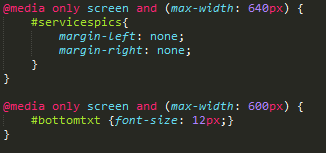 @media only screen and (max-width: 640px) {
    #servicespics{
        margin-left: none;
        margin-right: none;
    }
}
@media only screen and (max-width: 600px) {
    #bottomtxt {font-size: 12px;}
}